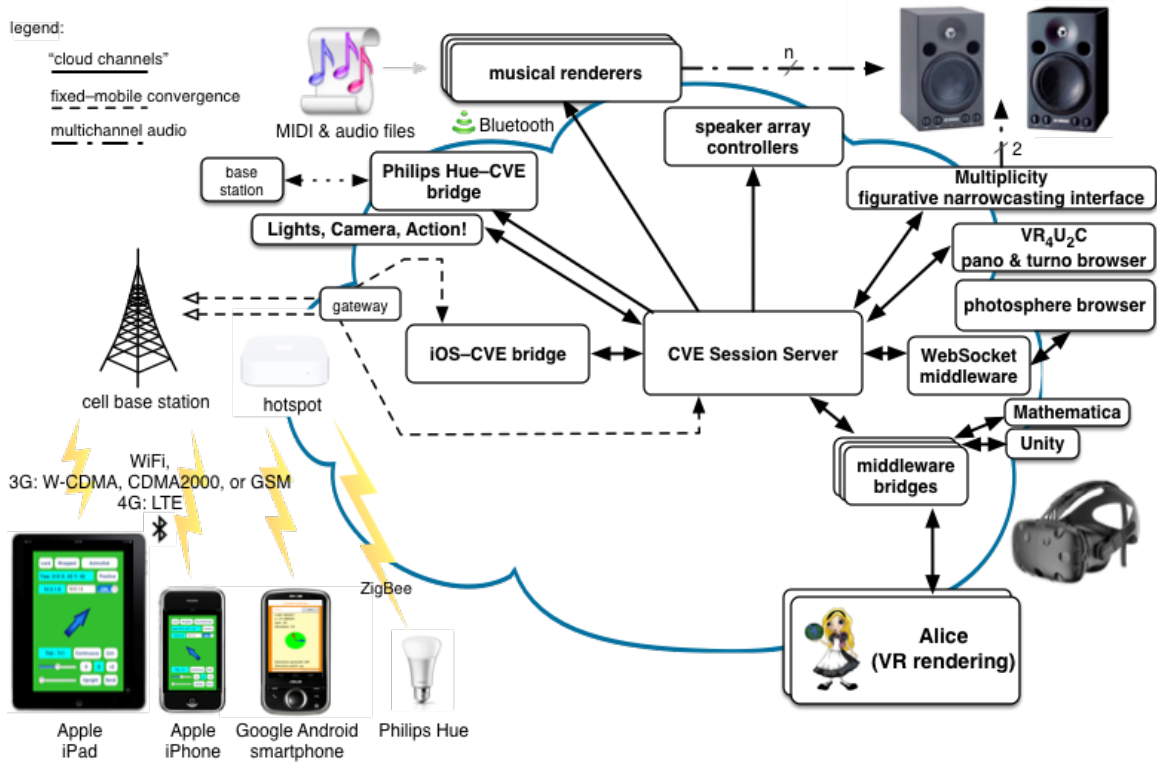 legend:
“cloud channels”
fixed–mobile convergence
multichannel audio
MIDI & audio files
musical renderers
n
Bluetooth
speaker array
controllers
2
base
station
Philips Hue–CVE
bridge
Multiplicity
figurative narrowcasting interface
Lights, Camera, Action!
VR4U2C
pano & turno browser
gateway
photosphere browser
iOS–CVE bridge
CVE Session Server
WebSocket
middleware
cell base station
hotspot
Mathematica
Unity
middleware
bridges
WiFi,
3G: W-CDMA, CDMA2000, or GSM
4G: LTE
ZigBee
Alice
(VR rendering)
Apple
iPad
Apple
iPhone
Google Android
smartphone
Philips Hue